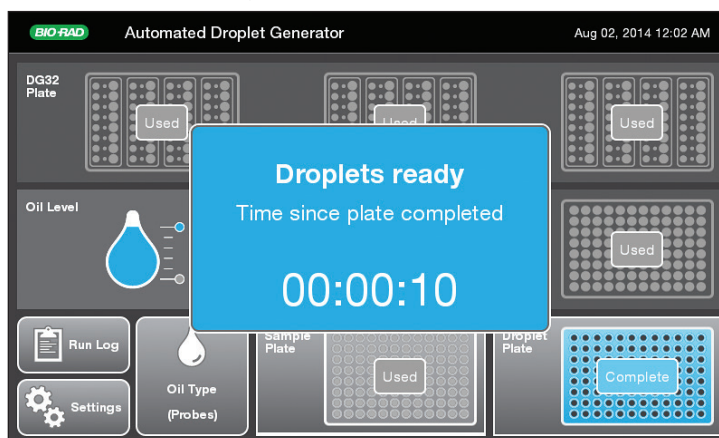 BIO-RAD Automated Droplet Generator Aug 02, 2014 12:02 AM
DG32
Plate
Used
Used
Used
Droplets ready
Time since plate completed
00:00:10
Oil Level
Used
Run Log
Settings
Oil Type
(Probes)
Sample
Plate
Used
Droplet
Plate
Complete